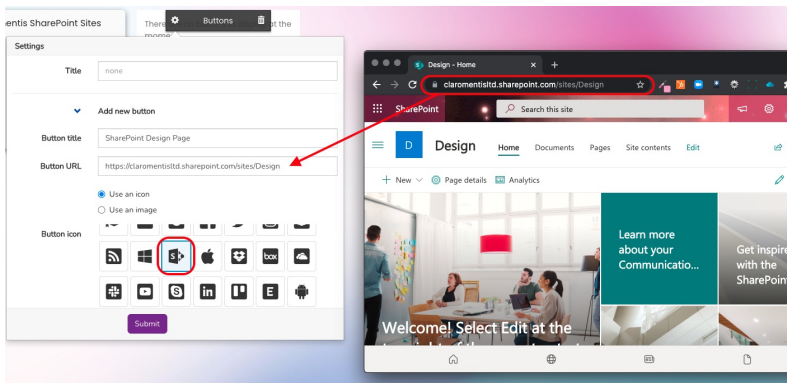 entis SharePoint Sites
There
at the
mome
Buttons
Settings
Title
none
Add new button
Button title
SharePoint Design Page
Button URL
https://claromentisltd.sharepoint.com/sites/Design
Use an icon
Use an image
Button icon
box
in
E
Submit
Design - Home
claromentisltd.sharepoint.com/sites/Design
SharePoint
Search this site
D
Design
Home
Documents
Pages
Site contents
Edit
New
Page details
Analytics
Learn more
about your
Communicatio...
Get inspire
with the
SharePoin
Welcome! Select Edit at the